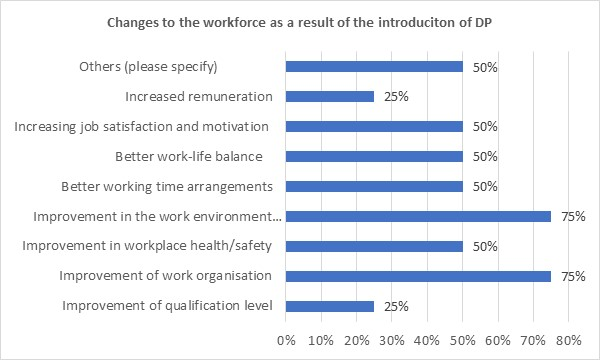 Changes to the workforce as a result of the introduciton of DP
Others (please specify) 50%
Increased remuneration 25%
Increasing job satisfaction and motivation 50%
Better work-life balance 50%
Better working time arrangements 50%
Improvement in the work environment... 75%
Improvement in workplace health/safety 50%
Improvement of work organisation 75%
Improvement of qualification level 25%
0% 10% 20% 30% 40% 50% 60% 70% 80%